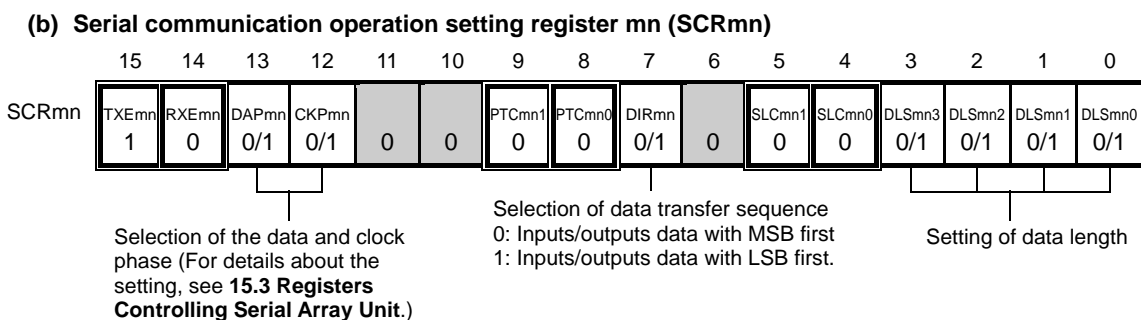 (b) Serial communication operation setting register mn (SCRmn)
15 14 13 12 11 10 9 8 7 6 5 4 3 2 1 0
SCRmn TXEmn RXEmn DAPmn CKPmn PTCmn1 PTCmn0 DIRmn SLCmn1 SLCmn0 DLSmn3 DLSmn2 DLSmn1 DLSmn0
1 0 0/1 0/1 0 0 0 0 0/1 0 0 0 0/1 0/1 0/1 0/1
Selection of the data and clock
phase (For details about the
setting, see 15.3 Registers
Controlling Serial Array Unit.)
Selection of data transfer sequence
0: Inputs/outputs data with MSB first
1: Inputs/outputs data with LSB first.
Setting of data length